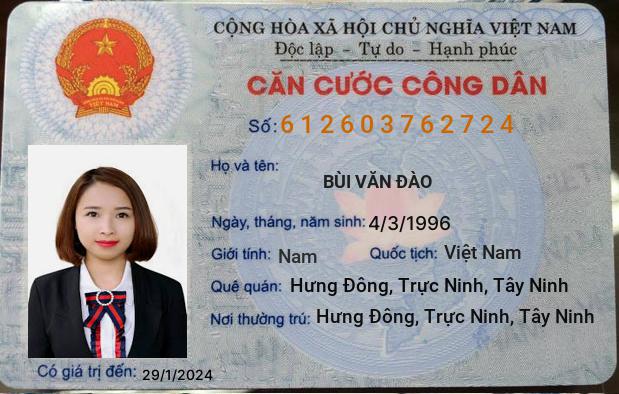 CỘNG HÒA XÃ HỘI CHỦ NGHĨA VIỆT NAM
Độc lập - Tự do - Hạnh phúc
CĂN CƯỚC CÔNG DÂN
Số: 612603762724
Họ và tên:
BÙI VĂN ĐÀO
Ngày, tháng, năm sinh: 4/3/1996
Giới tính: Nam Quốc tịch: Việt Nam
Quê quán: Hưng Đông, Trực Ninh, Tây Ninh
Nơi thường trú: Hưng Đông, Trực Ninh, Tây Ninh
Có giá trị đến: 29/1/2024